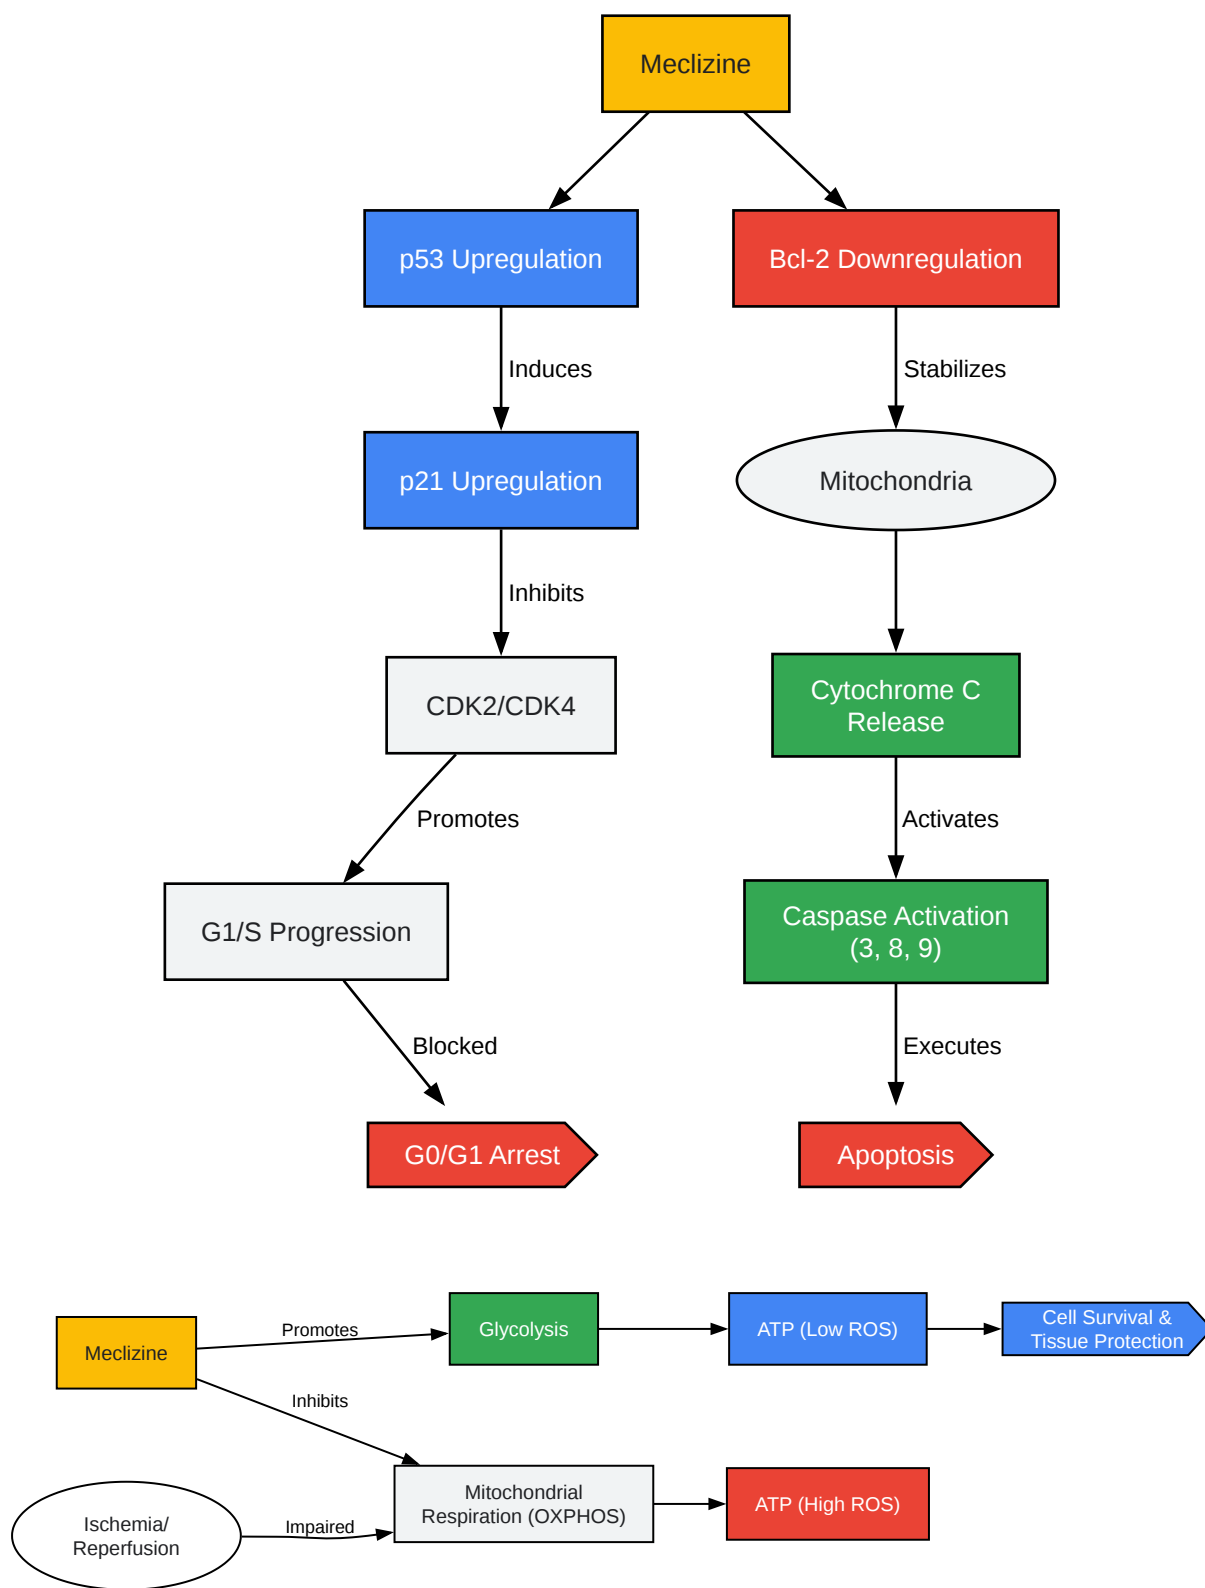 Meclizine
p53 Upregulation
Bcl-2 Downregulation
Induces
Stabilizes
p21 Upregulation
Mitochondria
Inhibits
CDK2/CDK4
Cytochrome C
Release
Promotes
Activates
G1/S Progression
Caspase Activation
(3, 8, 9)
Blocked
Executes
G0/G1 Arrest
Apoptosis
Meclizine
Promotes
Glycolysis
ATP (Low ROS)
Cell Survival &
Tissue Protection
Inhibits
Mitochondrial
Respiration (OXPHOS)
ATP (High ROS)
Ischemia/
Reperfusion
Impaired